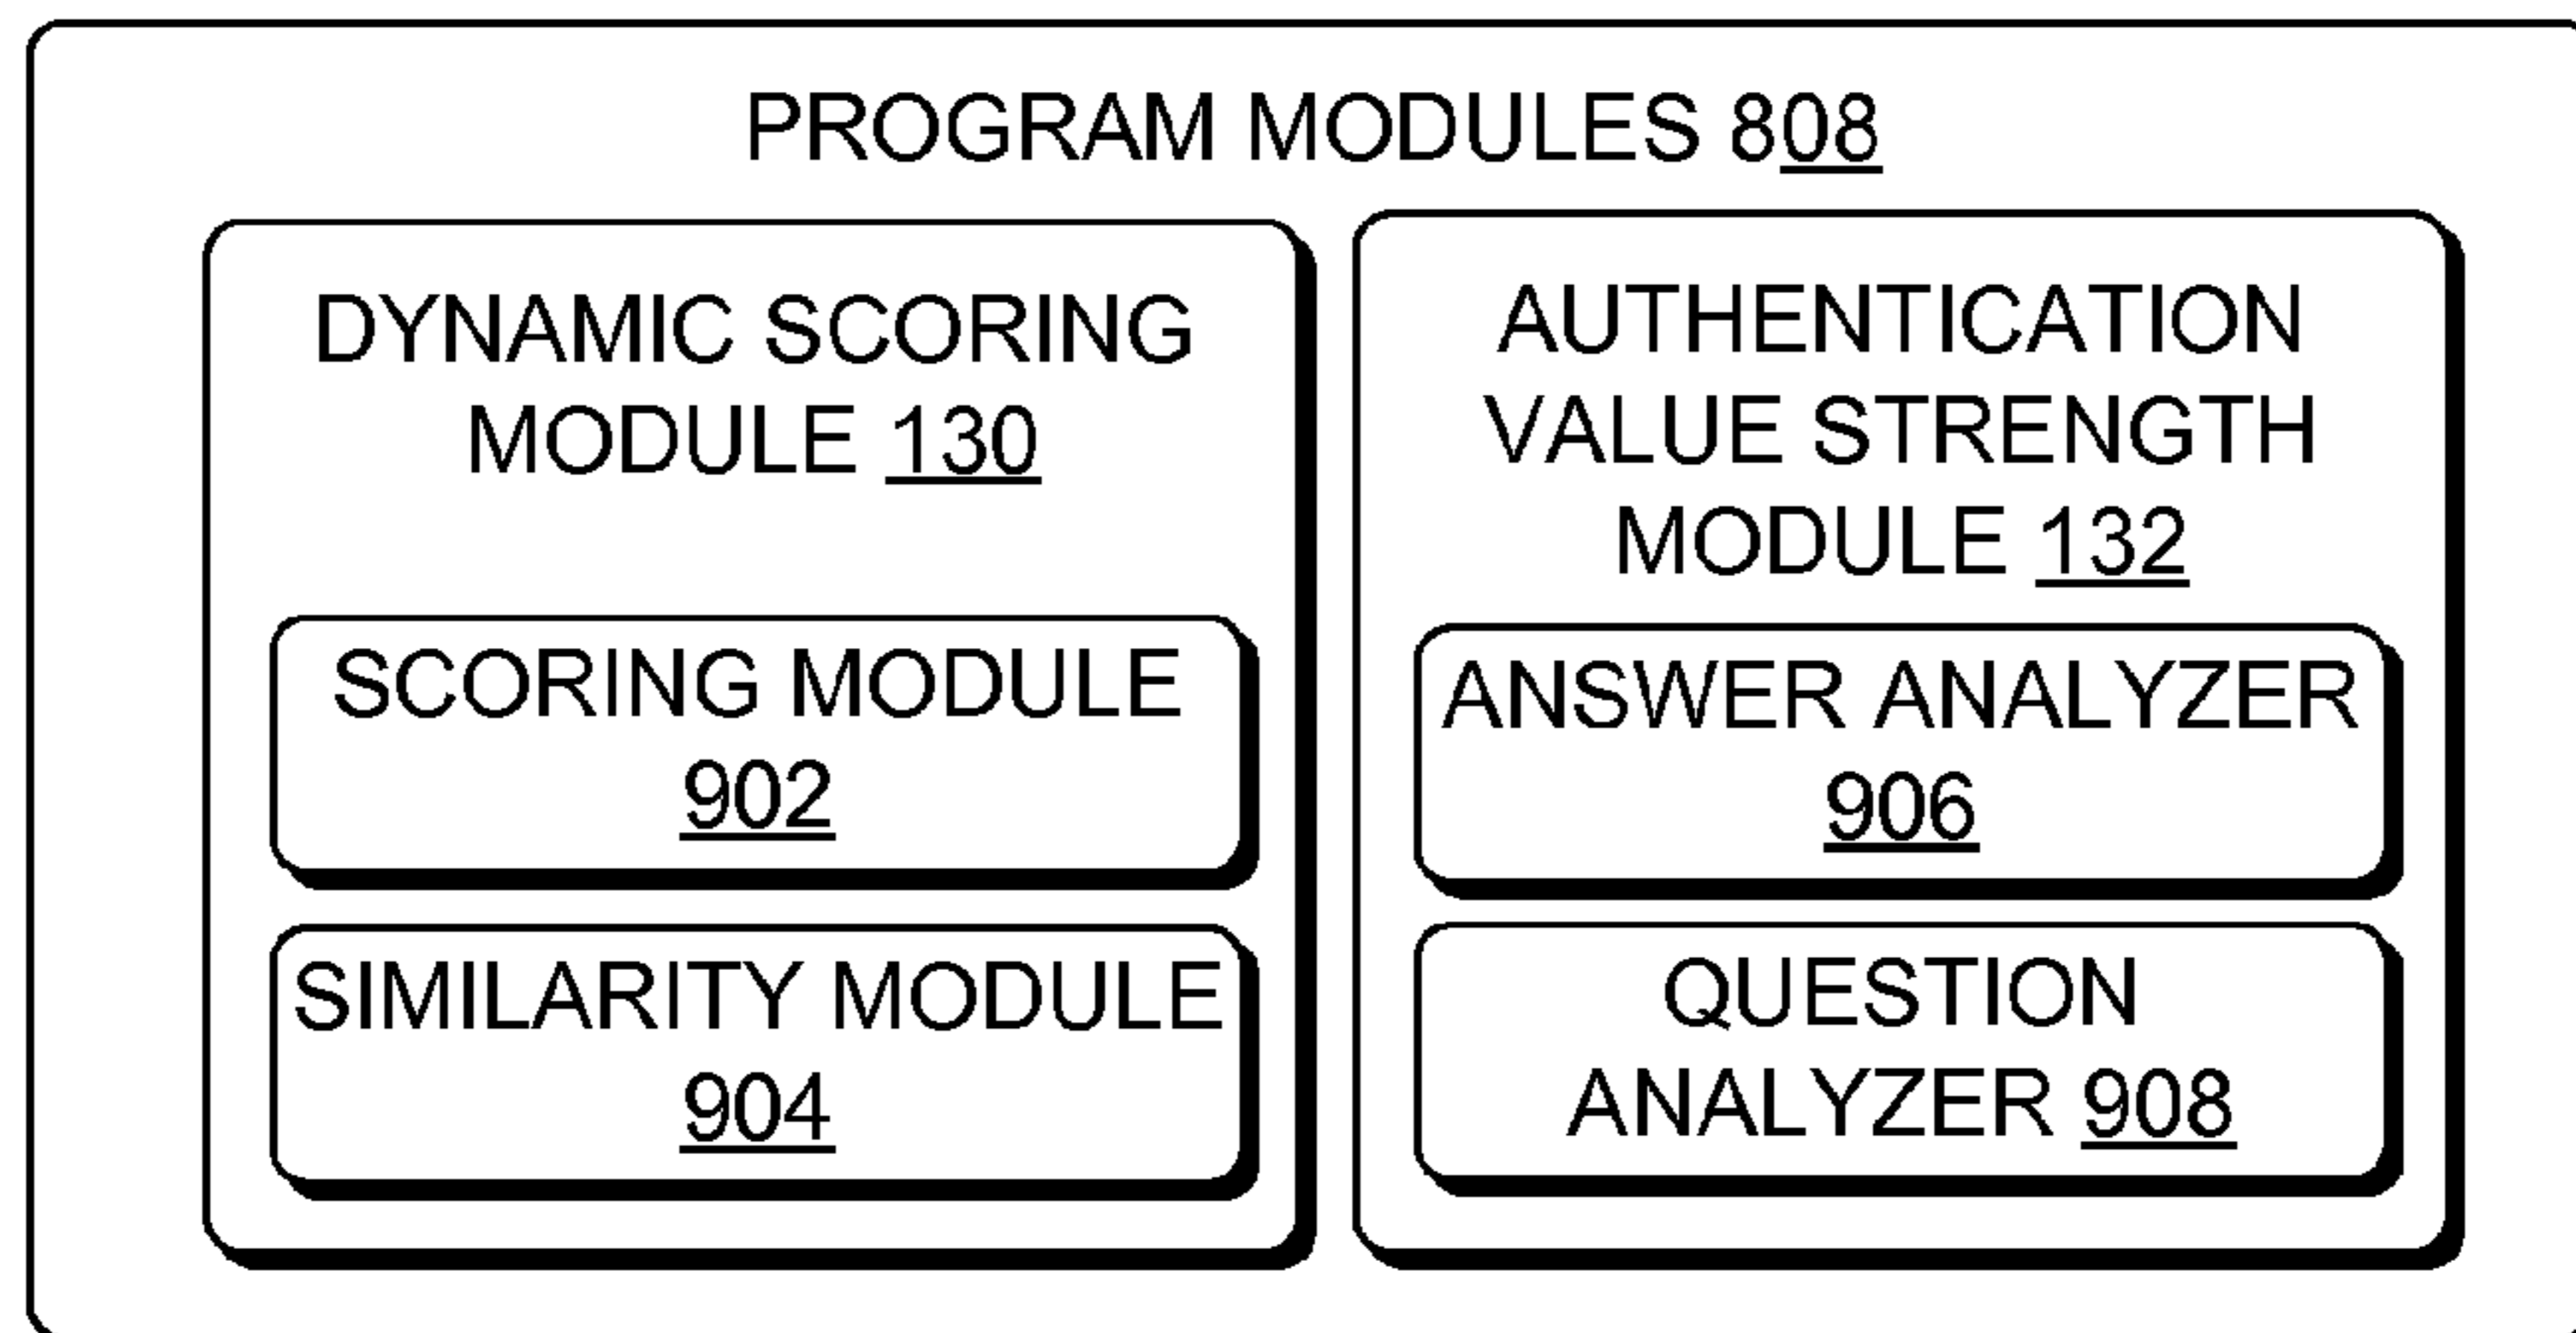 PROGRAM MODULES 808
DYNAMIC SCORING
MODULE 130
SCORING MODULE
902
SIMILARITY MODULE
904
AUTHENTICATION
VALUE STRENGTH
MODULE 132
ANSWER ANALYZER
906
QUESTION
ANALYZER 908